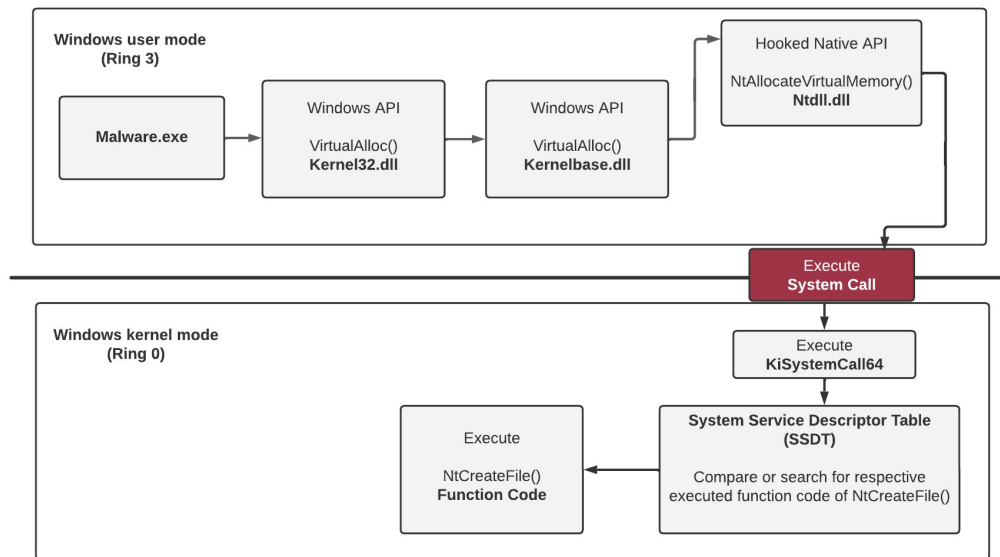 Windows user mode
(Ring 3)
Malware.exe
Windows API
VirtualAlloc()
Kernel32.dll
Windows API
VirtualAlloc()
Kernelbase.dll
Hooked Native API
NtAllocateVirtualMemory()
Ntdll.dll
Execute
System Call
Windows kernel mode
(Ring 0)
Execute
KiSystemCall64
System Service Descriptor Table
(SSDT)
Compare or search for respective
executed function code of NtCreateFile()
Execute
NtCreateFile()
Function Code